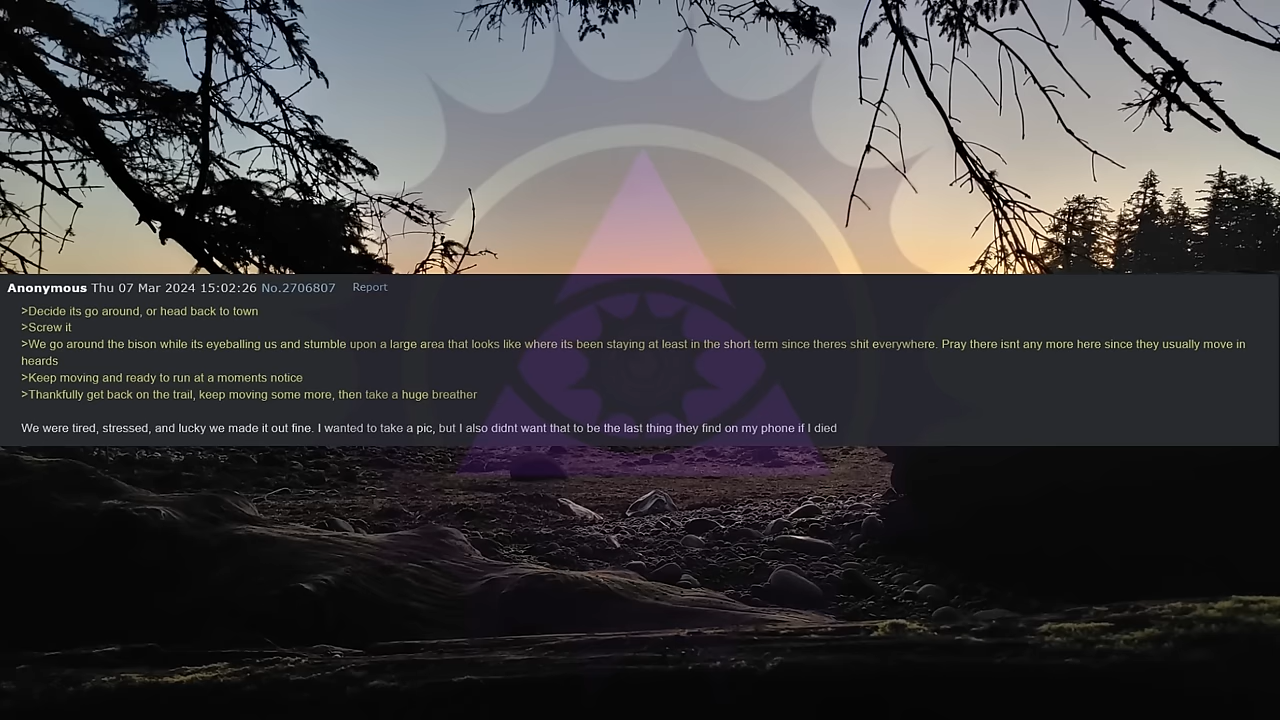 Anonymous Thu 07 Mar 2024 15:02:26 No.2706807 Report
>Decide its go around, or head back to town
>Screw it
>We go around the bison while its eyeballing us and stumble upon a large area that looks like where its been staying at least in the short term since theres shit everywhere. Pray there isnt any more here since they usually move in
heards
>Keep moving and ready to run at a moments notice
>Thankfully get back on the trail, keep moving some more, then take a huge breather
We were tired, stressed, and lucky we made it out fine. I wanted to take a pic, but I also didnt want that to be the last thing they find on my phone if I died